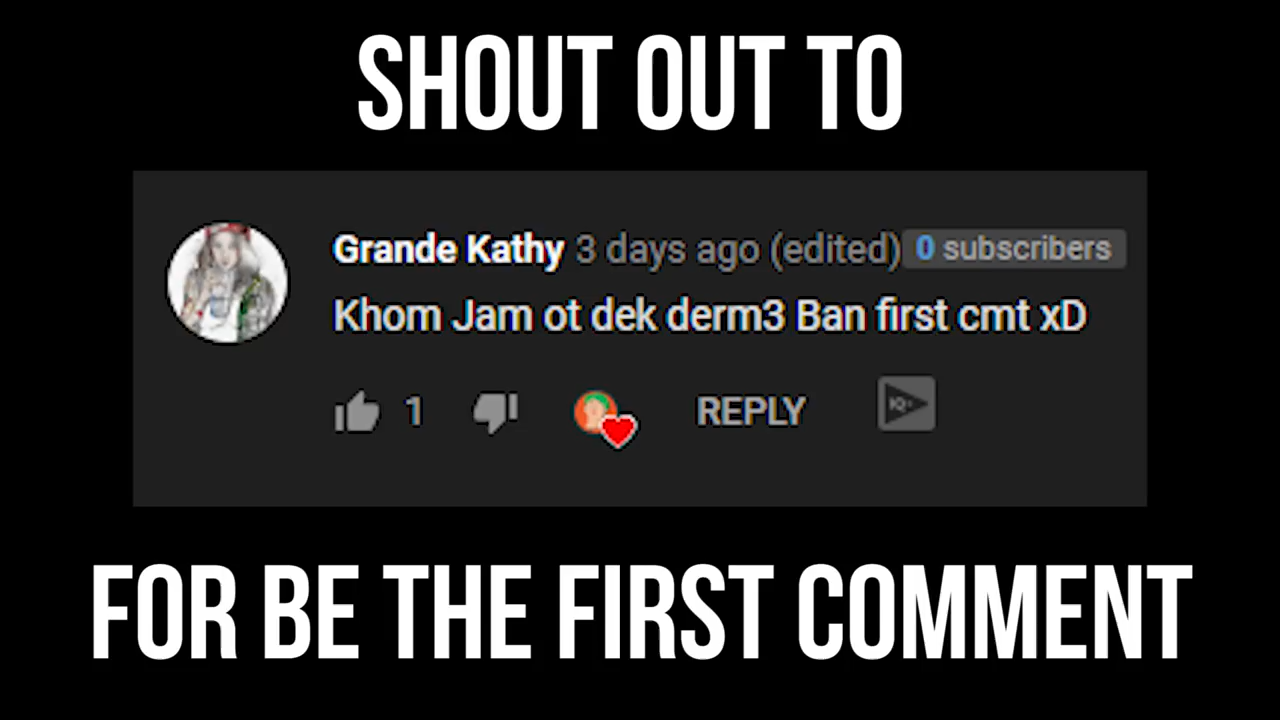 SHOUT OUT TO
Grande Kathy 3 days ago (edited) 0 subscribers
Khom Jam ot dek derm3 Ban first cmt xD
1 REPLY IQ
FOR BE THE FIRST COMMENT